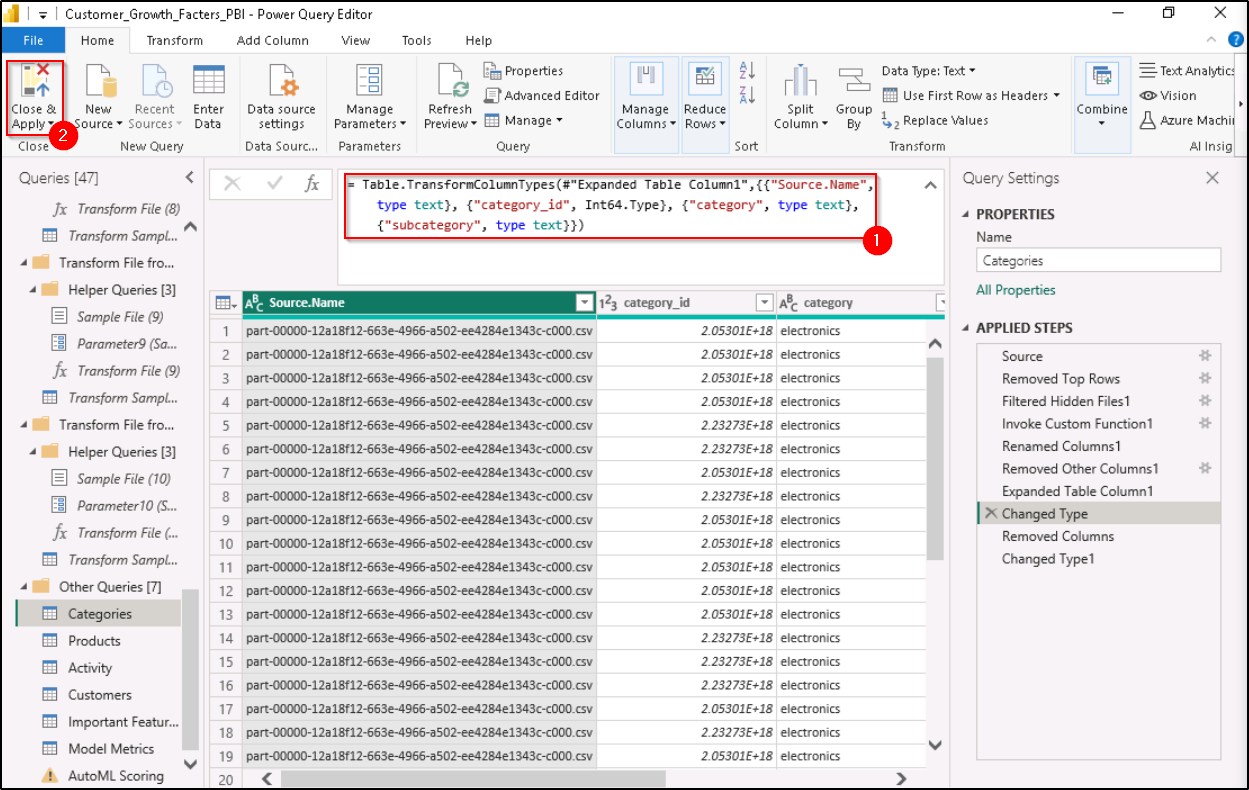 Customer_Growth_Facters_PBI - Power Query Editor
File Home Transform Add Column View Tools Help
Close & Apply
New Source
Recent Sources
Enter Data
Data source settings
Manage Parameters
Refresh Preview
Properties
Advanced Editor
Manage
Manage Columns
Reduce Rows
Split Column
Group By
Data Type: Text
Use First Row as Headers
Replace Values
Combine
Text Analytics
Vision
Azure Machi
Close New Query Data Sourc... Parameters Query Sort Transform AI Insig
2
Queries [47]
fx Transform File (8)
Transform Sampl...
Transform File fro...
Helper Queries [3]
Sample File (9)
Parameter9 (Sa...
fx Transform File (9)
Transform Sampl...
Transform File fro...
Helper Queries [3]
Sample File (10)
Parameter10 (S...
fx Transform File (...
Transform Sampl...
Other Queries [7]
Categories
Products
Activity
Customers
Important Featur...
Model Metrics
AutoML Scoring
fx
= Table.TransformColumnTypes(#"Expanded Table Column1",{{"Source.Name",
type text}, {"category_id", Int64.Type}, {"category", type text},
{"subcategory", type text}})
1
ABC Source.Name 123 category_id ABC category
1 part-00000-12a18f12-663e-4966-a502-ee4284e1343c-c000.csv 2.05301E+18 electronics
2 part-00000-12a18f12-663e-4966-a502-ee4284e1343c-c000.csv 2.05301E+18 electronics
3 part-00000-12a18f12-663e-4966-a502-ee4284e1343c-c000.csv 2.05301E+18 electronics
4 part-00000-12a18f12-663e-4966-a502-ee4284e1343c-c000.csv 2.05301E+18 electronics
5 part-00000-12a18f12-663e-4966-a502-ee4284e1343c-c000.csv 2.23273E+18 electronics
6 part-00000-12a18f12-663e-4966-a502-ee4284e1343c-c000.csv 2.23273E+18 electronics
7 part-00000-12a18f12-663e-4966-a502-ee4284e1343c-c000.csv 2.05301E+18 electronics
8 part-00000-12a18f12-663e-4966-a502-ee4284e1343c-c000.csv 2.23273E+18 electronics
9 part-00000-12a18f12-663e-4966-a502-ee4284e1343c-c000.csv 2.05301E+18 electronics
10 part-00000-12a18f12-663e-4966-a502-ee4284e1343c-c000.csv 2.05301E+18 electronics
11 part-00000-12a18f12-663e-4966-a502-ee4284e1343c-c000.csv 2.05301E+18 electronics
12 part-00000-12a18f12-663e-4966-a502-ee4284e1343c-c000.csv 2.05301E+18 electronics
13 part-00000-12a18f12-663e-4966-a502-ee4284e1343c-c000.csv 2.05301E+18 electronics
14 part-00000-12a18f12-663e-4966-a502-ee4284e1343c-c000.csv 2.23273E+18 electronics
15 part-00000-12a18f12-663e-4966-a502-ee4284e1343c-c000.csv 2.23273E+18 electronics
16 part-00000-12a18f12-663e-4966-a502-ee4284e1343c-c000.csv 2.23273E+18 electronics
17 part-00000-12a18f12-663e-4966-a502-ee4284e1343c-c000.csv 2.05301E+18 electronics
18 part-00000-12a18f12-663e-4966-a502-ee4284e1343c-c000.csv 2.23273E+18 electronics
19 part-00000-12a18f12-663e-4966-a502-ee4284e1343c-c000.csv 2.05301E+18 electronics
20
Query Settings
PROPERTIES
Name
Categories
All Properties
APPLIED STEPS
Source
Removed Top Rows
Filtered Hidden Files1
Invoke Custom Function1
Renamed Columns1
Removed Other Columns1
Expanded Table Column1
Changed Type
Removed Columns
Changed Type1